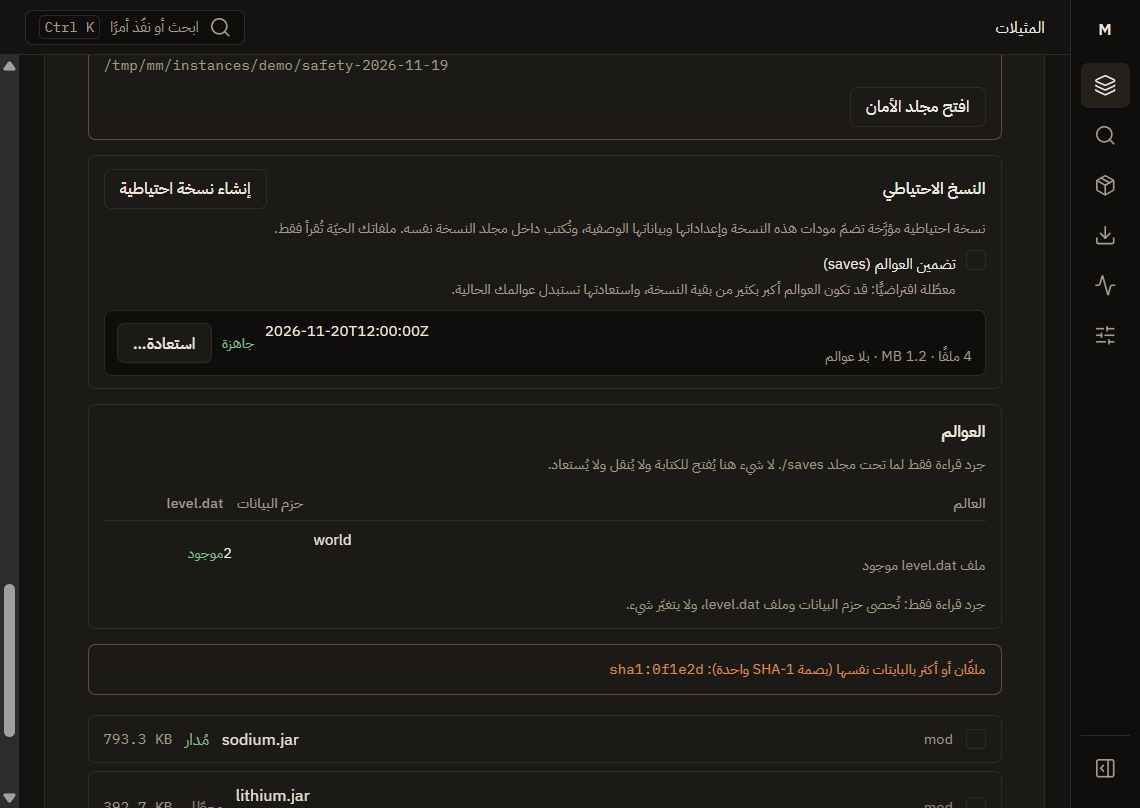 M
المثيلات
ابحث أو نفّذ أمرًا Ctrl K
/tmp/mm/instances/demo/safety-2026-11-19
افتح مجلد الأمان
النسخ الاحتياطي
إنشاء نسخة احتياطية
نسخة احتياطية مؤرَّخة تضمّ مودات هذه النسخة وإعداداتها وبياناتها الوصفية، وتُكتب داخل مجلد النسخة نفسه. ملفاتك الحيّة تُقرأ فقط.
تضمين العوالم (saves)
معطّلة افتراضيًّا: قد تكون العوالم أكبر بكثير من بقية النسخة، واستعادتها تستبدل عوالمك الحالية.
2026-11-20T12:00:00Z
4 ملفًا · 1.2 MB · بلا عوالم
جاهزة
استعادة...
العوالم
جرد قراءة فقط لما تحت مجلد saves/. لا شيء هنا يُفتح للكتابة ولا يُنقل ولا يُستعاد.
العالم حزم البيانات level.dat
world
ملف level.dat موجود
2 موجود
جرد قراءة فقط: تُحصى حزم البيانات وملف level.dat، ولا يتغيّر شيء.
ملفّان أو أكثر بالبايتات نفسها (بصمة SHA-1 واحدة): sha1:0f1e2d
mod sodium.jar مُدار 793.3 KB
mod lithium.jar معطّل 392.7 KB